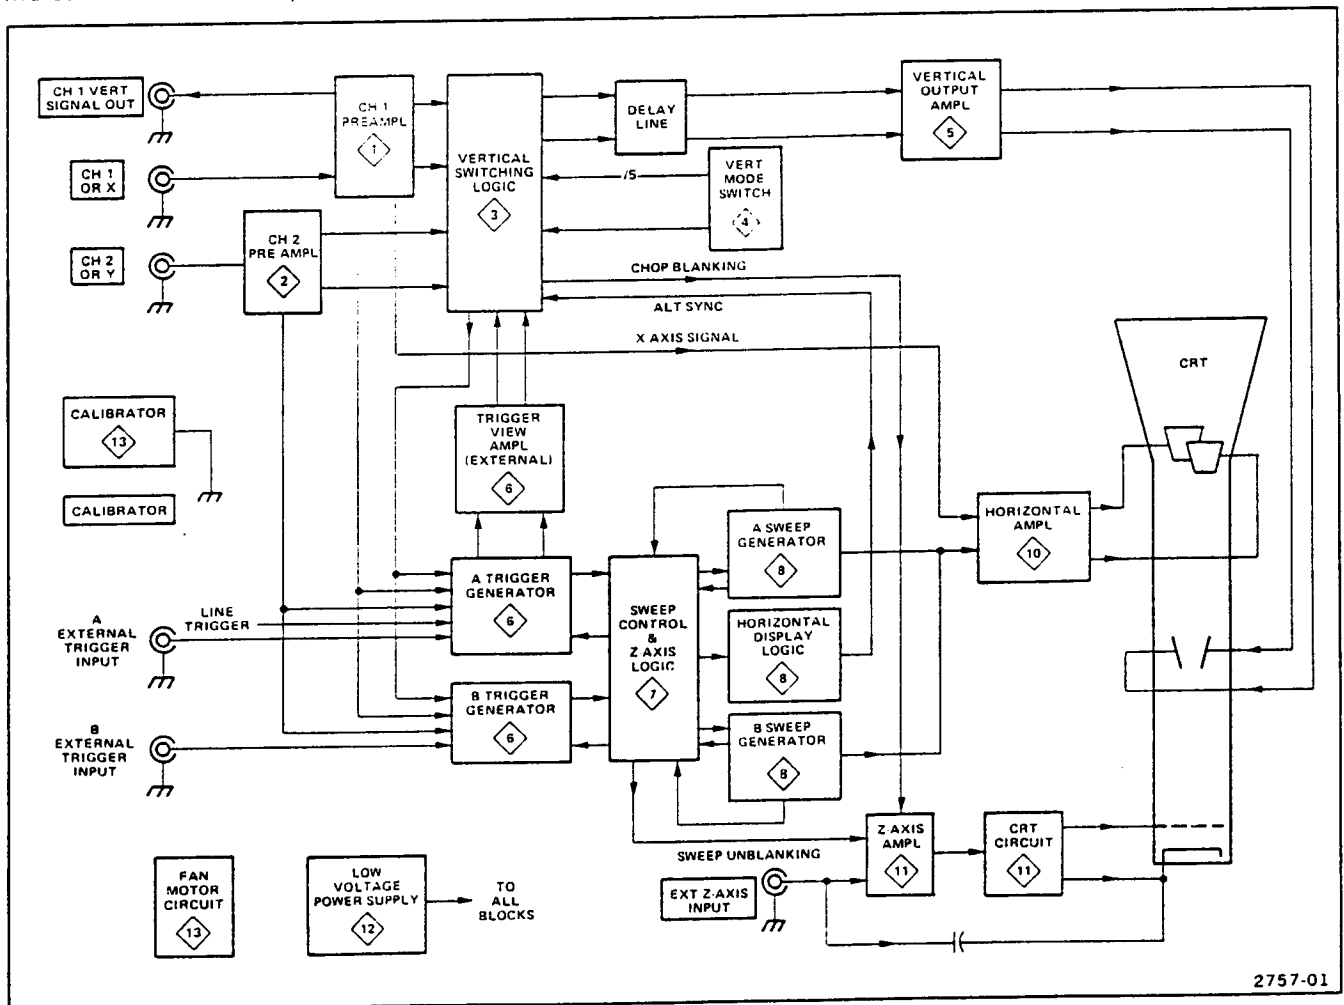 CH 1 VERT
SIGNAL OUT
CH 1
PREAMPL
1
VERTICAL
SWITCHING
LOGIC
3
DELAY
LINE
VERTICAL
OUTPUT
AMPL
5
CH 1
OR X
/5
VERT
MODE
SWITCH
4
CH 2
PRE AMPL
2
CH 2
OR Y
CHOP BLANKING
ALT SYNC
X AXIS SIGNAL
CRT
CALIBRATOR
13
CALIBRATOR
TRIGGER
VIEW
AMPL
(EXTERNAL)
6
A SWEEP
GENERATOR
8
HORIZONTAL
AMPL
10
A TRIGGER
GENERATOR
6
SWEEP
CONTROL
&
Z AXIS
LOGIC
7
HORIZONTAL
DISPLAY
LOGIC
8
A
EXTERNAL
TRIGGER
INPUT
LINE
TRIGGER
B TRIGGER
GENERATOR
6
B SWEEP
GENERATOR
8
B
EXTERNAL
TRIGGER
INPUT
SWEEP UNBLANKING
Z-AXIS
AMPL
11
CRT
CIRCUIT
11
EXT Z-AXIS
INPUT
FAN
MOTOR
CIRCUIT
13
LOW
VOLTAGE
POWER SUPPLY
12
TO
ALL
BLOCKS
2757-01